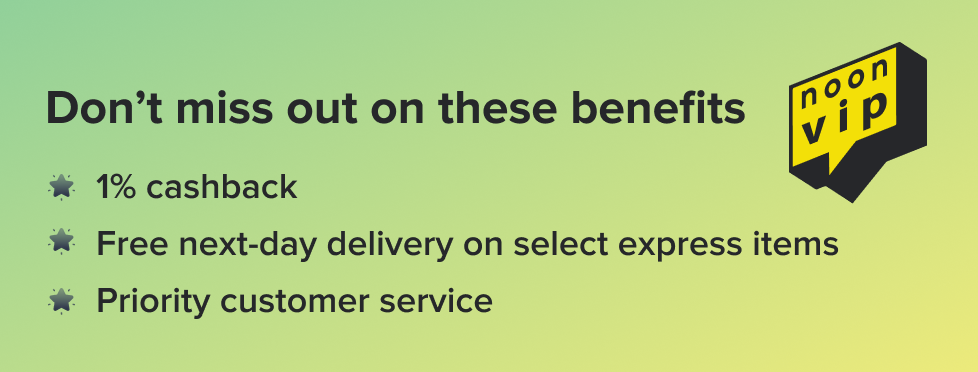 Don’t miss out on these benefits
noon
vip
1% cashback
Free next-day delivery on select express items
Priority customer service